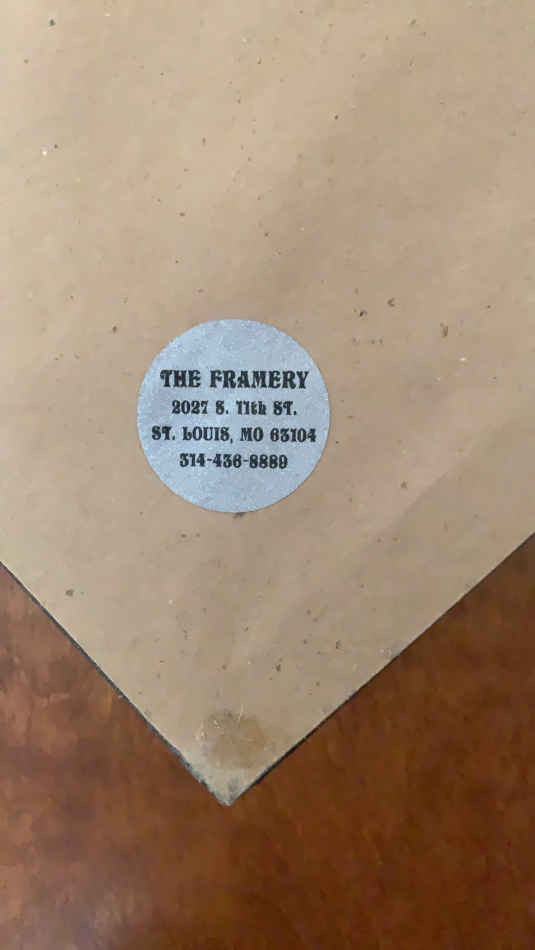 THE FRAMERY
2027 S. 11th ST.
ST. LOUIS, MO 63104
314-436-8889